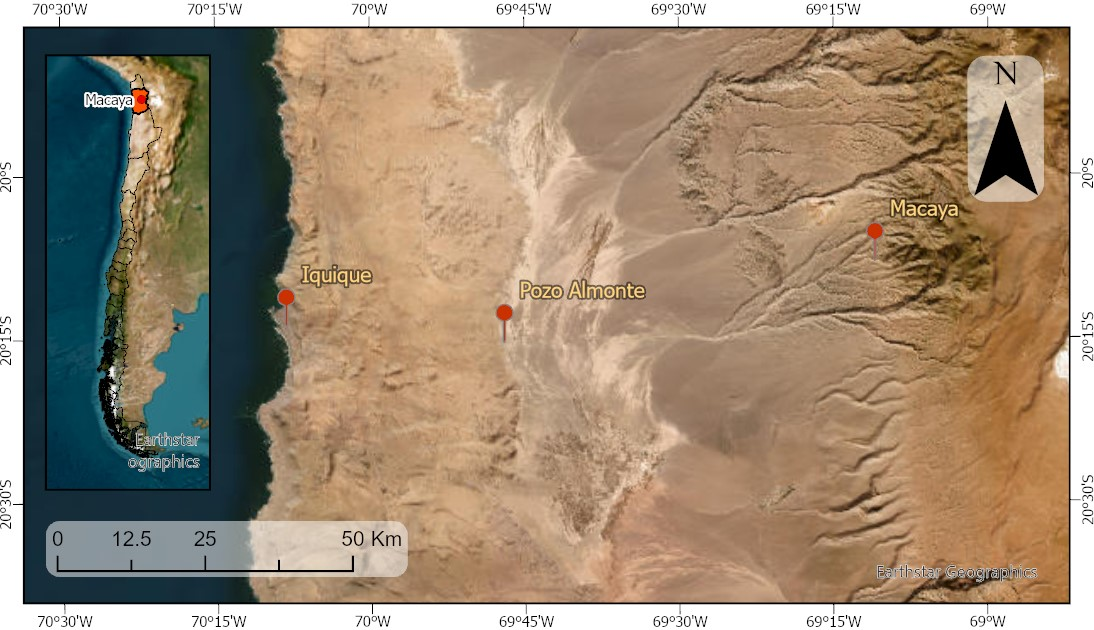 70°30'W 70°15'W 70°0'W 69°45'W 69°30'W 69°15'W 69°W
N
Macaya
20°S 20°S
Macaya
Iquique
Pozo Almonte
20°15'S 20°15'S
Earthstar
ographics
20°30'S 20°30'S
0 12.5 25 50 Km
Earthstar Geographics
70°30'W 70°15'W 70°W 69°45'W 69°30'W 69°15'W 69°W